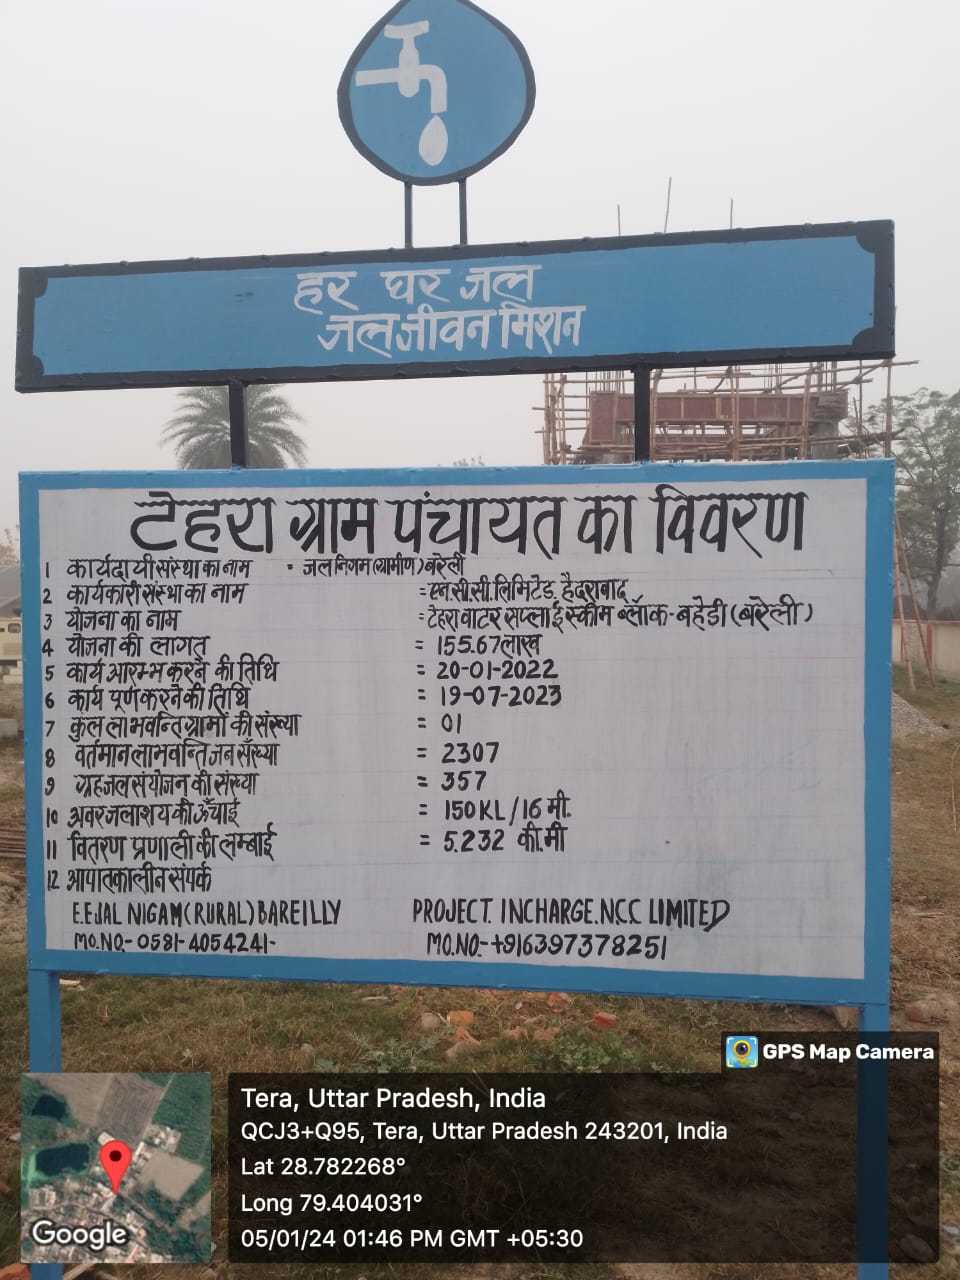 हर घर जल
जल जीवन मिशन
टेहरा ग्राम पंचायत का विवरण
1 कार्यदायी संस्था का नाम = जल निगम (ग्रामीण) बरेली
2 कार्यकारी संस्था का नाम = एन.सी.सी. लिमिटेड, हैदराबाद
3 योजना का नाम = टेहरा वाटर सप्लाई स्कीम ब्लॉक-बहेडी (बरेली)
4 योजना की लागत = 155.67 लाख
5 कार्य आरम्भ करने की तिथि = 20-01-2022
6 कार्य पूर्ण करने की तिथि = 19-07-2023
7 कुल लाभवन्ति ग्रामों की संख्या = 01
8 वर्तमान लाभवन्ति जन सँख्या = 2307
9 ग्रहजल संयोजन की संख्या = 357
10 अवर जलाशय की ऊँचाई = 150KL/16 मी.
11 वितरण प्रणाली की लम्बाई = 5.232 की.मी
12 आपातकालीन संपर्क
E.E JAL NIGAM (RURAL) BAREILLY PROJECT. INCHARGE. N.C.C LIMITED
MO.NO.- 0581-4054241- MO.NO.-+916397378251
GPS Map Camera
Tera, Uttar Pradesh, India
QCJ3+Q95, Tera, Uttar Pradesh 243201, India
Lat 28.782268°
Long 79.404031°
05/01/24 01:46 PM GMT +05:30
Google